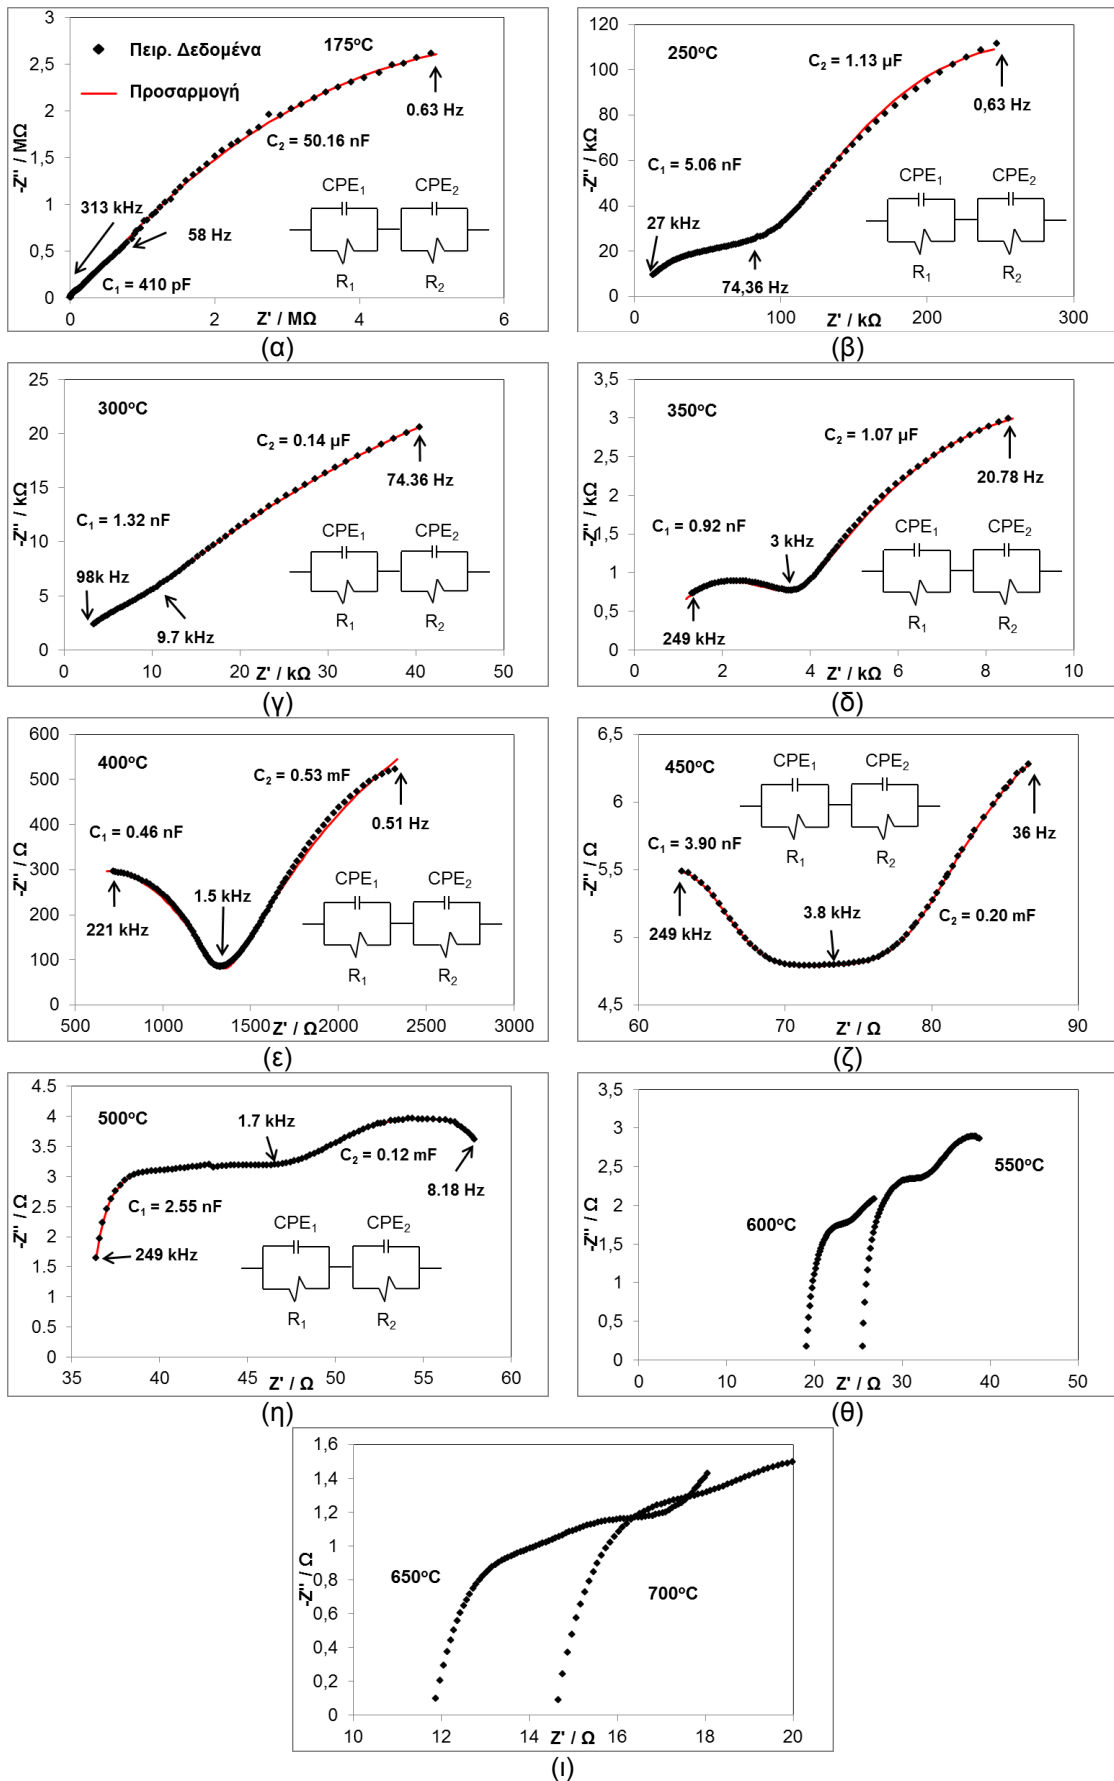 3
2,5
2
1,5
1
0,5
0
-Z'' / MΩ
Πειρ. Δεδομένα
Προσαρμογή
175°C
0.63 Hz
C2 = 50.16 nF
CPE1 CPE2
R1 R2
313 kHz
58 Hz
C1 = 410 pF
0 2 4 6
Z' / MΩ
(α)
120
100
80
60
40
20
0
-Z'' / kΩ
250°C
C2 = 1.13 μF
0,63 Hz
C1 = 5.06 nF
CPE1 CPE2
R1 R2
27 kHz
74,36 Hz
0 100 200 300
Z' / kΩ
(β)
25
20
15
10
5
0
-Z'' / kΩ
300°C
C2 = 0.14 μF
74.36 Hz
C1 = 1.32 nF
CPE1 CPE2
R1 R2
98k Hz
9.7 kHz
0 10 20 30 40 50
Z' / kΩ
(γ)
3,5
3
2,5
2
1,5
1
0,5
0
-Z'' / kΩ
350°C
C2 = 1.07 μF
20.78 Hz
C1 = 0.92 nF
3 kHz
CPE1 CPE2
R1 R2
249 kHz
0 2 4 6 8 10
Z' / kΩ
(δ)
600
500
400
300
200
100
0
-Z'' / Ω
400°C
C2 = 0.53 mF
0.51 Hz
C1 = 0.46 nF
1.5 kHz
221 kHz
CPE1 CPE2
R1 R2
500 1000 1500 2000 2500 3000
Z' / Ω
(ε)
6,5
6
5,5
5
4,5
-Z'' / Ω
450°C
CPE1 CPE2
R1 R2
36 Hz
C1 = 3.90 nF
249 kHz
3.8 kHz
C2 = 0.20 mF
60 70 80 90
Z' / Ω
(ζ)
4.5
4
3.5
3
2.5
2
1.5
1
0.5
0
-Z'' / Ω
500°C
1.7 kHz
C2 = 0.12 mF
8.18 Hz
C1 = 2.55 nF
249 kHz
CPE1 CPE2
R1 R2
35 40 45 50 55 60
Z' / Ω
(η)
3,5
3
2,5
2
1,5
1
0,5
0
-Z'' / Ω
550°C
600°C
0 10 20 30 40 50
Z' / Ω
(θ)
1,6
1,4
1,2
1
0,8
0,6
0,4
0,2
0
-Z'' / Ω
650°C
700°C
10 12 14 16 18 20
Z' / Ω
(ι)